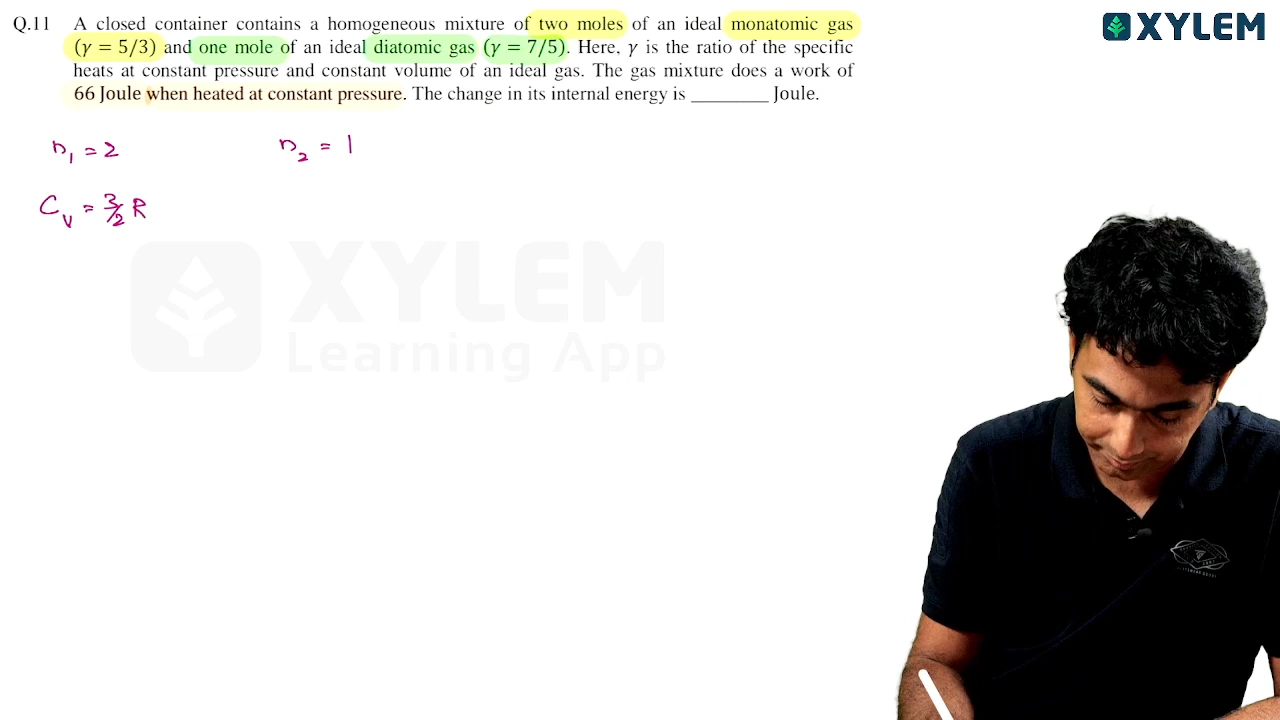 XYLEM
Q.11 A closed container contains a homogeneous mixture of two moles of an ideal monatomic gas
(γ = 5/3) and one mole of an ideal diatomic gas (γ = 7/5). Here, γ is the ratio of the specific
heats at constant pressure and constant volume of an ideal gas. The gas mixture does a work of
66 Joule when heated at constant pressure. The change in its internal energy is ________ Joule.
n₁ = 2 n₂ = 1
Cᵥ = 3/2 R
XYLEM
Learning App